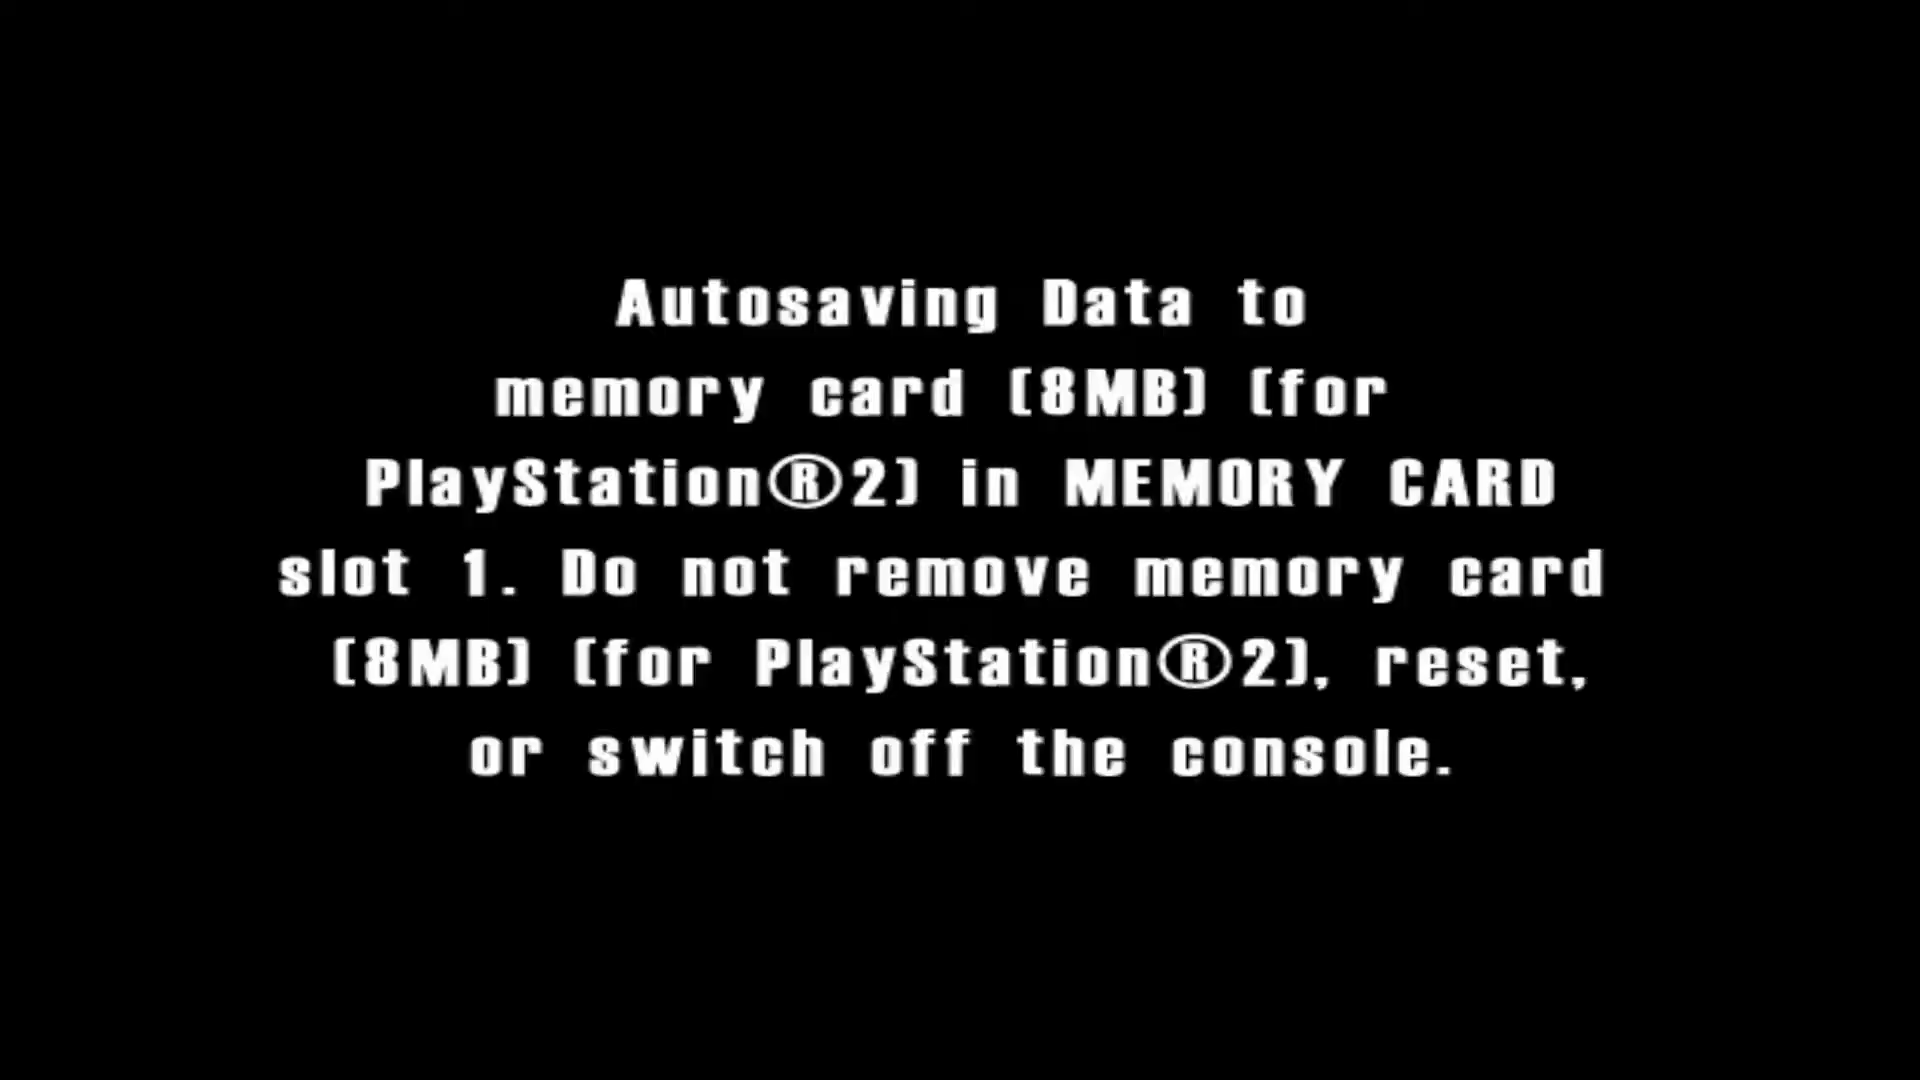 Autosaving Data to
memory card (8MB) (for
PlayStation®2) in MEMORY CARD
slot 1. Do not remove memory card
(8MB) (for PlayStation®2), reset,
or switch off the console.